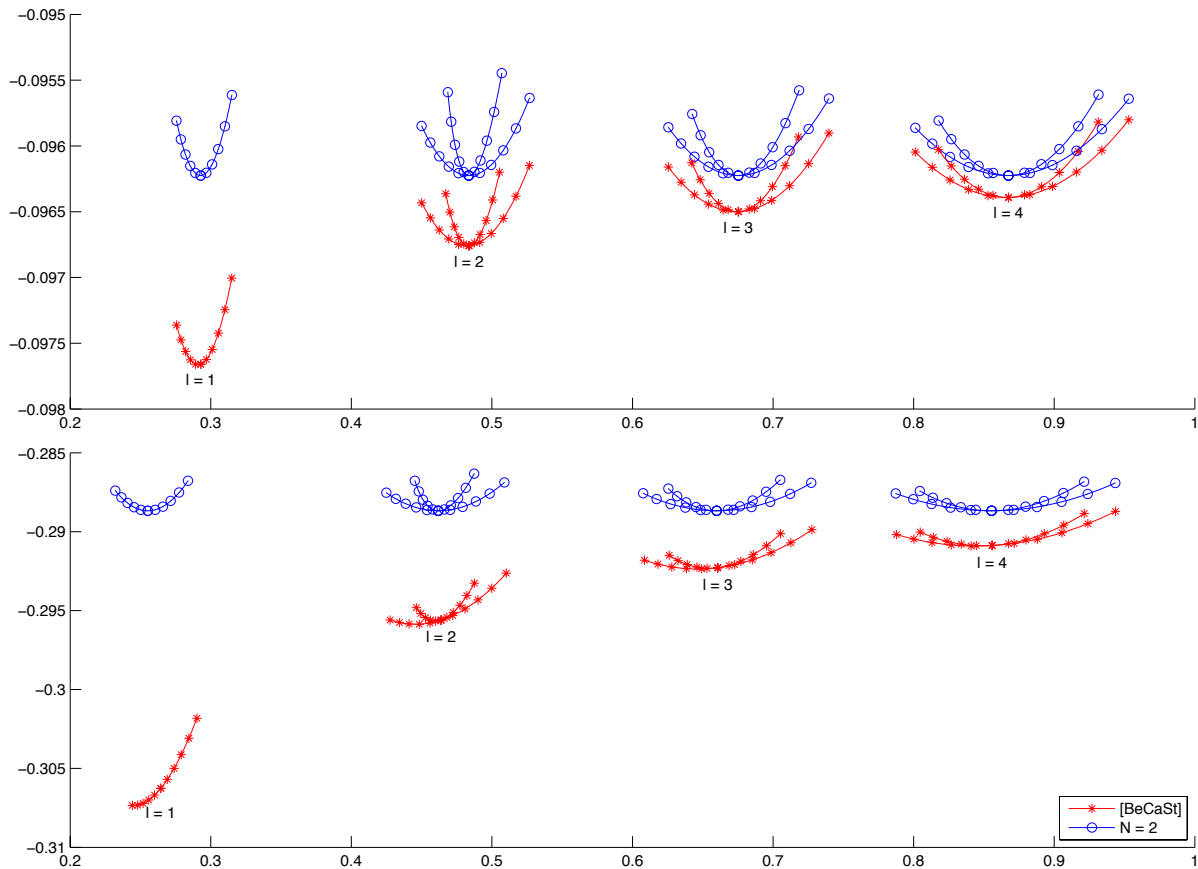 −0.095
−0.0955
−0.096
−0.0965
−0.097
−0.0975
−0.098
l = 1
l = 2
l = 3
l = 4
0.2 0.3 0.4 0.5 0.6 0.7 0.8 0.9 1
−0.285
−0.29
−0.295
−0.3
−0.305
−0.31
l = 1
l = 2
l = 3
l = 4
[BeCaSt]
N = 2
0.2 0.3 0.4 0.5 0.6 0.7 0.8 0.9 1